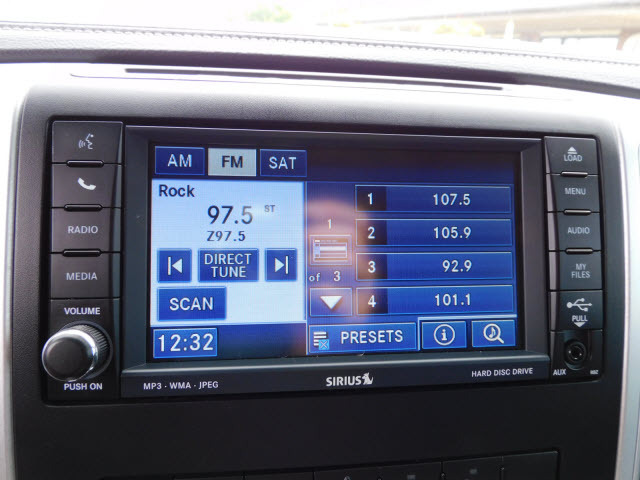 AM FM SAT
Rock
97.5 ST
Z97.5
DIRECT
TUNE
SCAN
12:32
1
of 3
1 107.5
2 105.9
3 92.9
4 101.1
PRESETS
RADIO
MEDIA
VOLUME
PUSH ON
LOAD
MENU
AUDIO
MY
FILES
PULL
AUX
MP3 · WMA · JPEG
SIRIUS
HARD DISC DRIVE